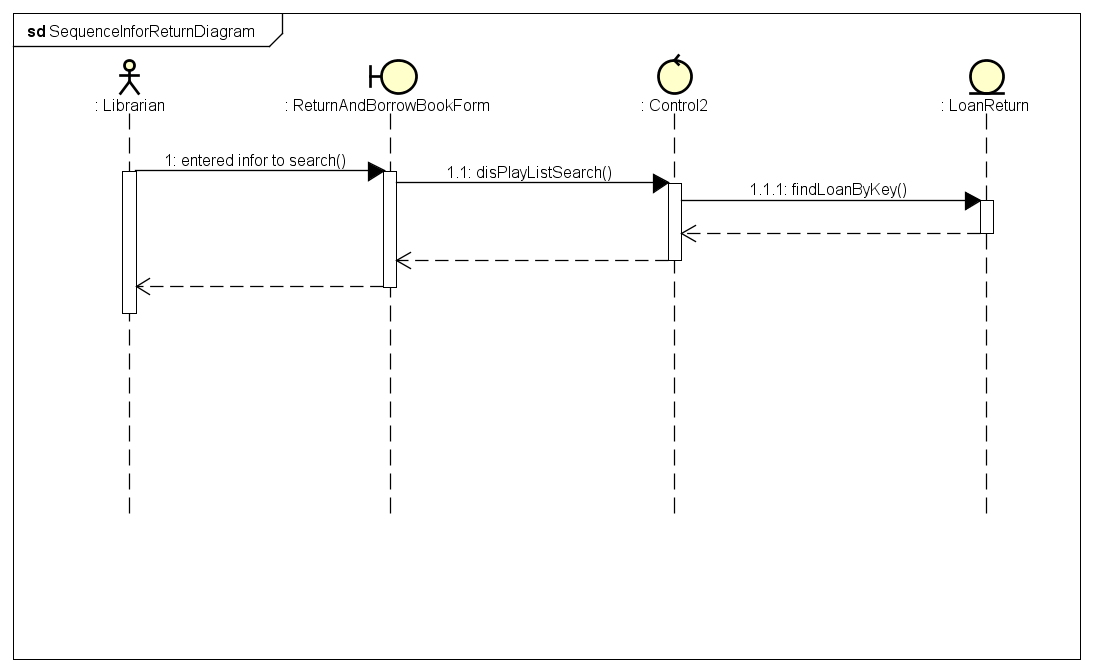 sd SequenceInforReturnDiagram
: Librarian
: ReturnAndBorrowBookForm
: Control2
: LoanReturn
1: entered infor to search()
1.1: disPlayListSearch()
1.1.1: findLoanByKey()